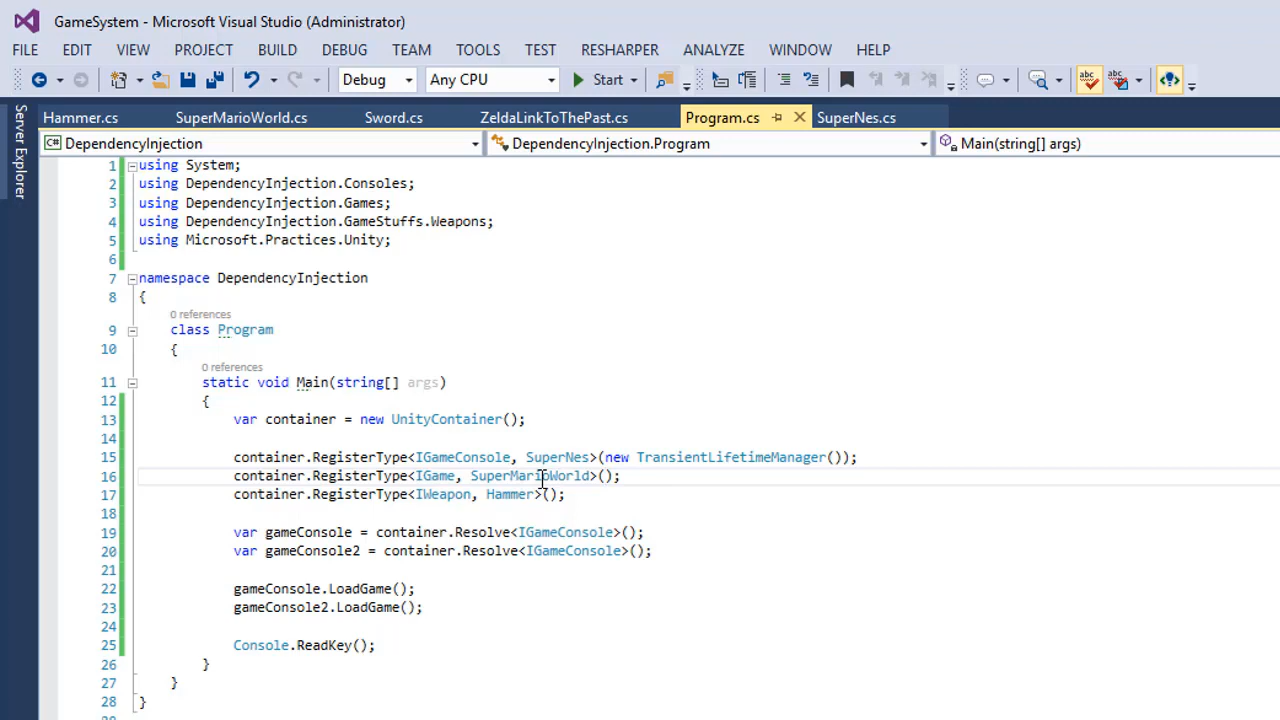 GameSystem - Microsoft Visual Studio (Administrator)
FILE EDIT VIEW PROJECT BUILD DEBUG TEAM TOOLS TEST RESHARPER ANALYZE WINDOW HELP
Debug Any CPU Start abc abc
Server Explorer
Hammer.cs SuperMarioWorld.cs Sword.cs ZeldaLinkToThePast.cs Program.cs SuperNes.cs
C# DependencyInjection DependencyInjection.Program Main(string[] args)
1 using System;
2 using DependencyInjection.Consoles;
3 using DependencyInjection.Games;
4 using DependencyInjection.GameStuffs.Weapons;
5 using Microsoft.Practices.Unity;
6
7 namespace DependencyInjection
8 {
0 references
9 class Program
10 {
0 references
11 static void Main(string[] args)
12 {
13 var container = new UnityContainer();
14
15 container.RegisterType<IGameConsole, SuperNes>(new TransientLifetimeManager());
16 container.RegisterType<IGame, SuperMarioWorld>();
17 container.RegisterType<IWeapon, Hammer>();
18
19 var gameConsole = container.Resolve<IGameConsole>();
20 var gameConsole2 = container.Resolve<IGameConsole>();
21
22 gameConsole.LoadGame();
23 gameConsole2.LoadGame();
24
25 Console.ReadKey();
26 }
27 }
28 }